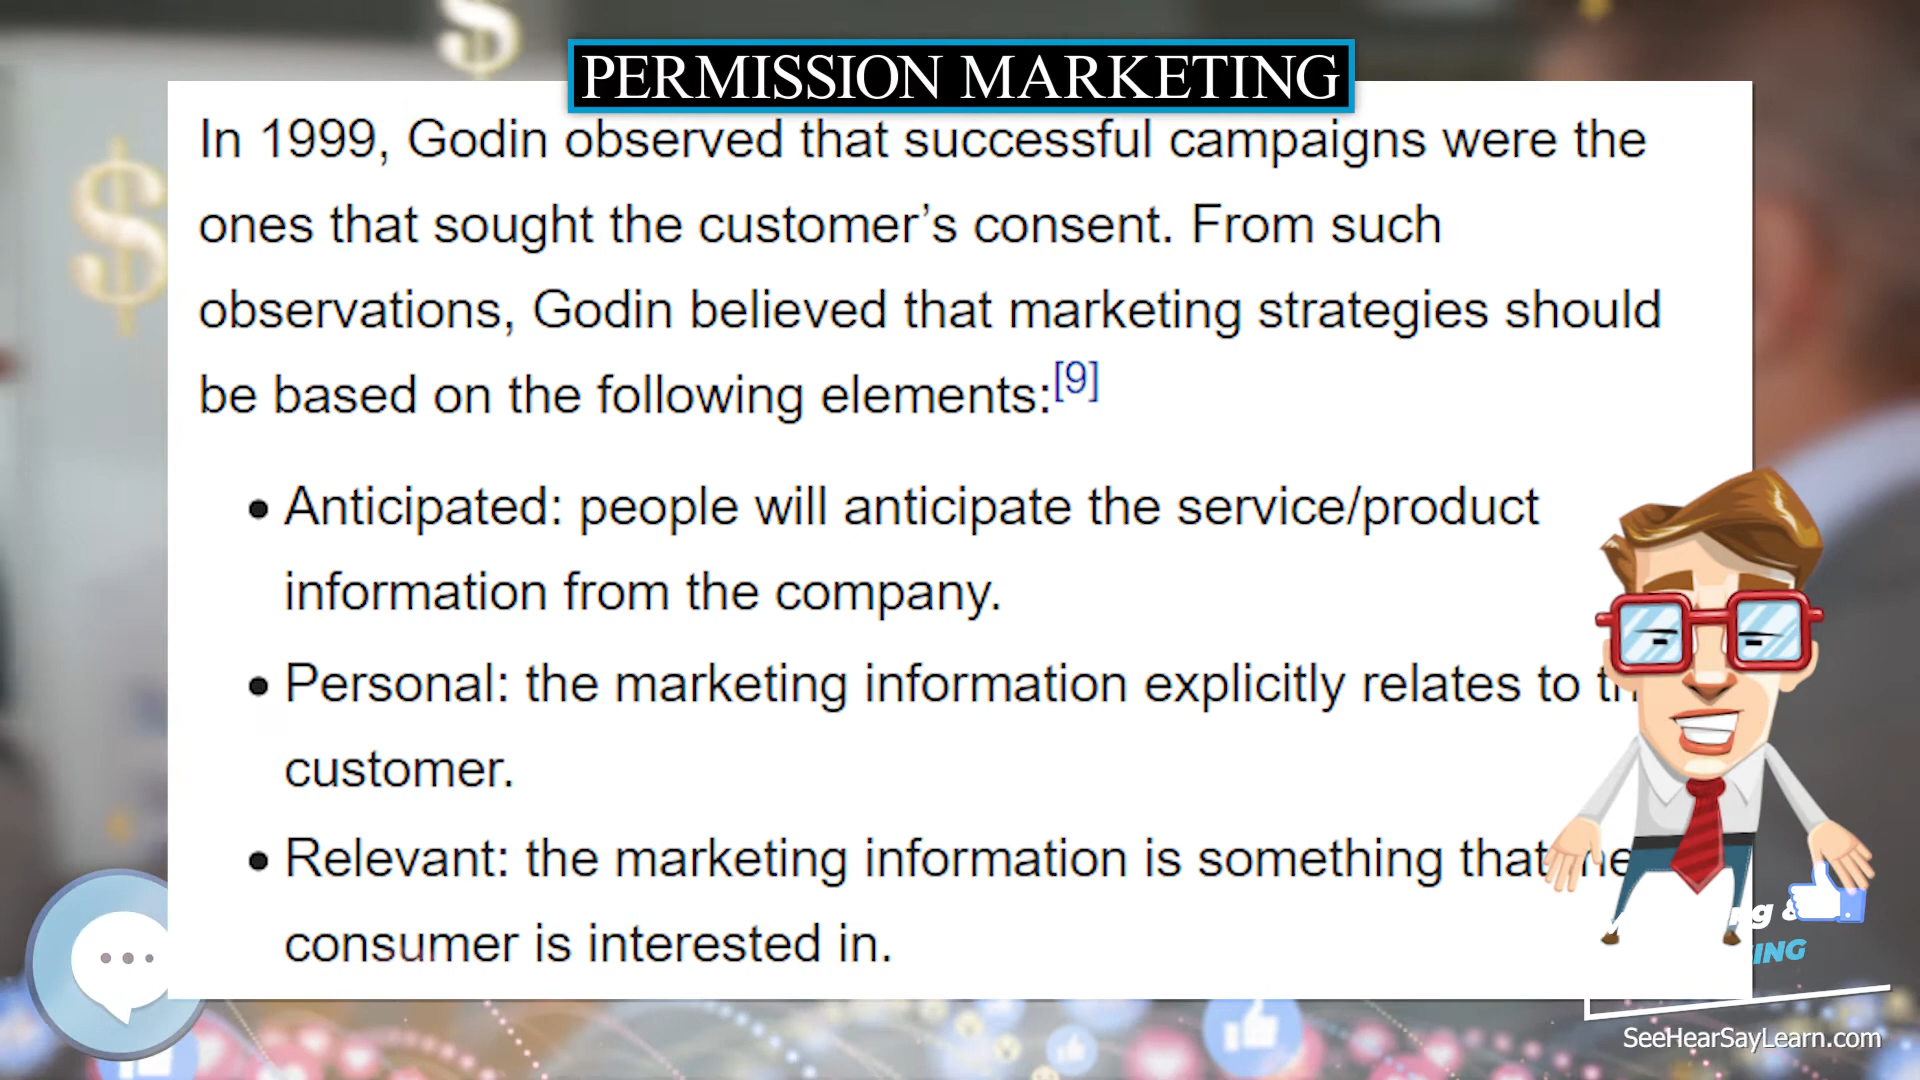 PERMISSION MARKETING
In 1999, Godin observed that successful campaigns were the
ones that sought the customer’s consent. From such
observations, Godin believed that marketing strategies should
be based on the following elements:[9]
• Anticipated: people will anticipate the service/product
information from the company.
• Personal: the marketing information explicitly relates to
customer.
• Relevant: the marketing information is something that
consumer is interested in.
&
SeeHearSayLearn.com